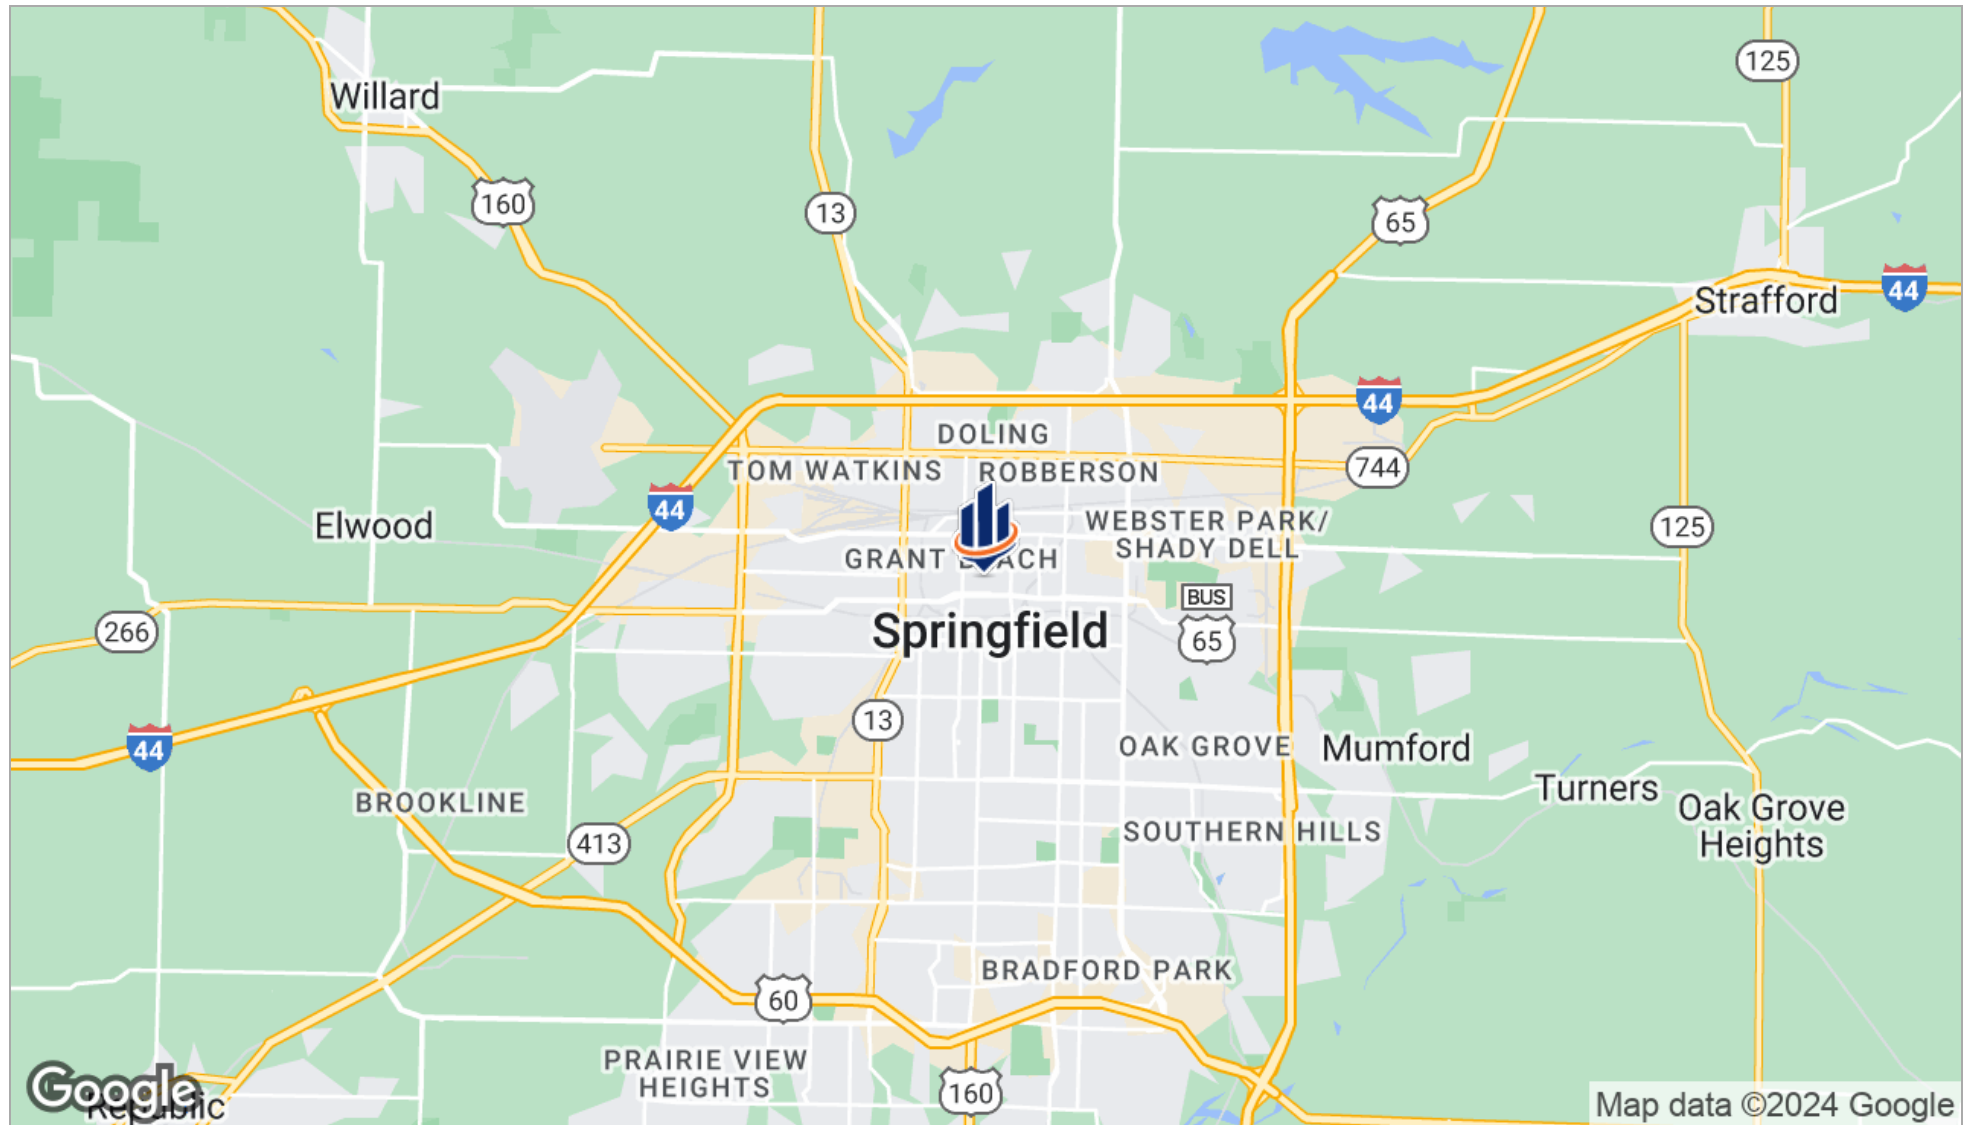 125
Willard
160
13
65
Strafford
44
44
DOLING
TOM WATKINS
ROBBERSON
744
44
Elwood
WEBSTER PARK/
SHADY DELL
125
GRANT BEACH
BUS
65
266
Springfield
13
44
OAK GROVE
Mumford
Turners
BROOKLINE
Oak Grove
Heights
413
SOUTHERN HILLS
BRADFORD PARK
60
PRAIRIE VIEW
HEIGHTS
160
Google
Republic
Map data ©2024 Google